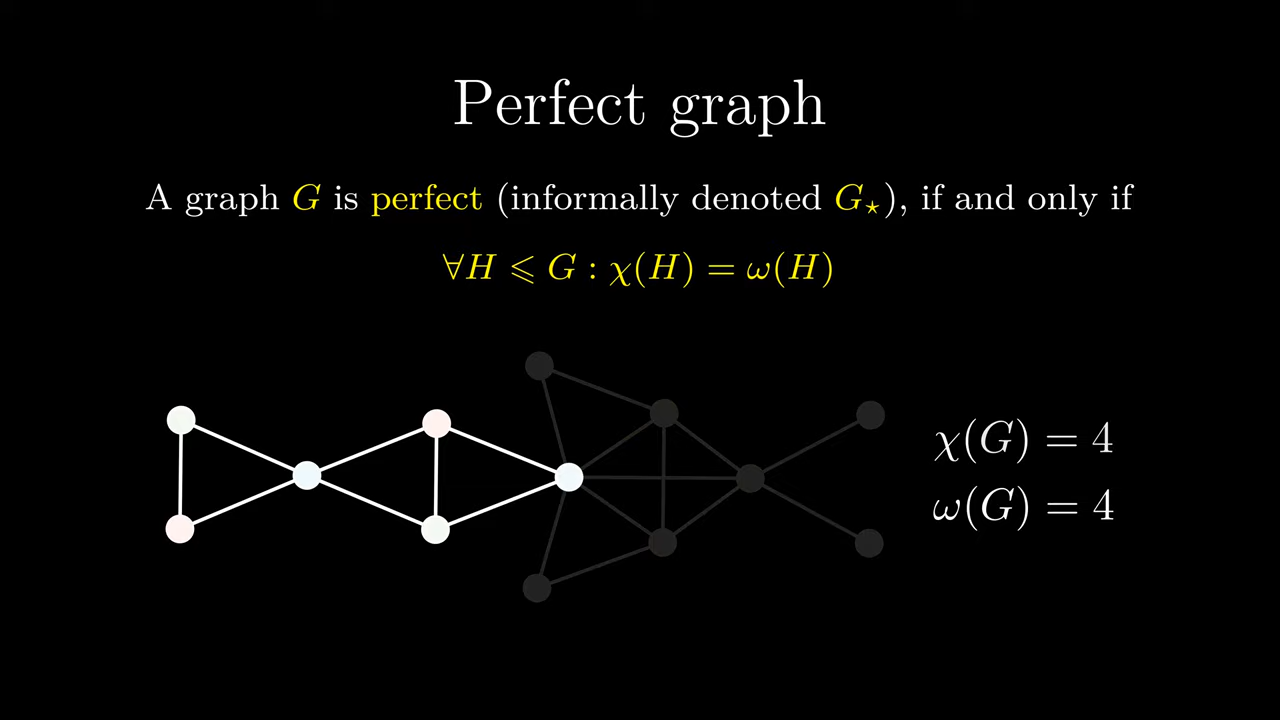 Perfect graph
A graph G is perfect (informally denoted G⋆), if and only if
∀H ⩽ G : χ(H) = ω(H)
χ(G) = 4
ω(G) = 4